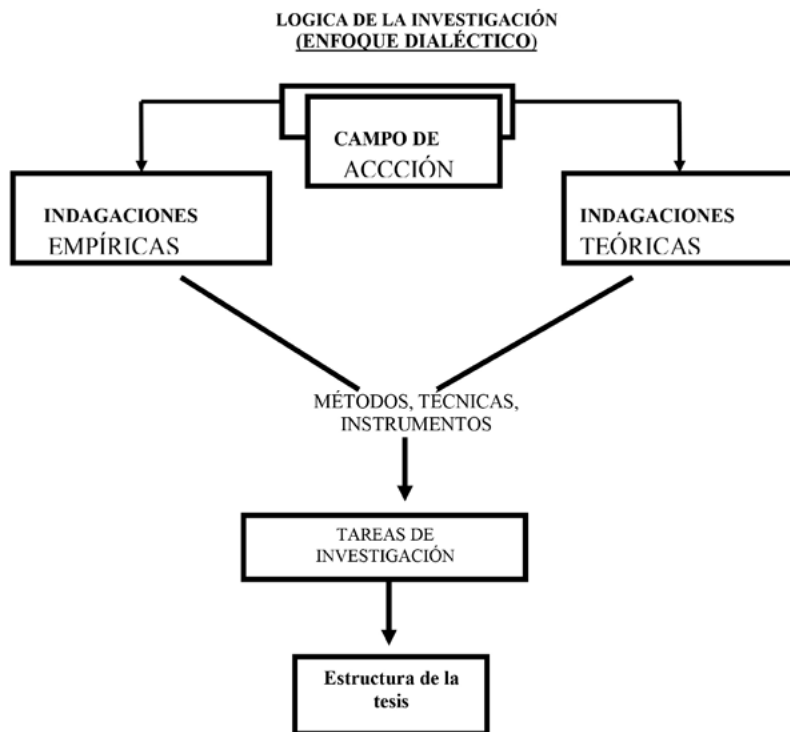 LOGICA DE LA INVESTIGACIÓN
(ENFOQUE DIALÉCTICO)
CAMPO DE
ACCCIÓN
INDAGACIONES
EMPÍRICAS
INDAGACIONES
TEÓRICAS
MÉTODOS, TÉCNICAS,
INSTRUMENTOS
TAREAS DE
INVESTIGACIÓN
Estructura de la
tesis